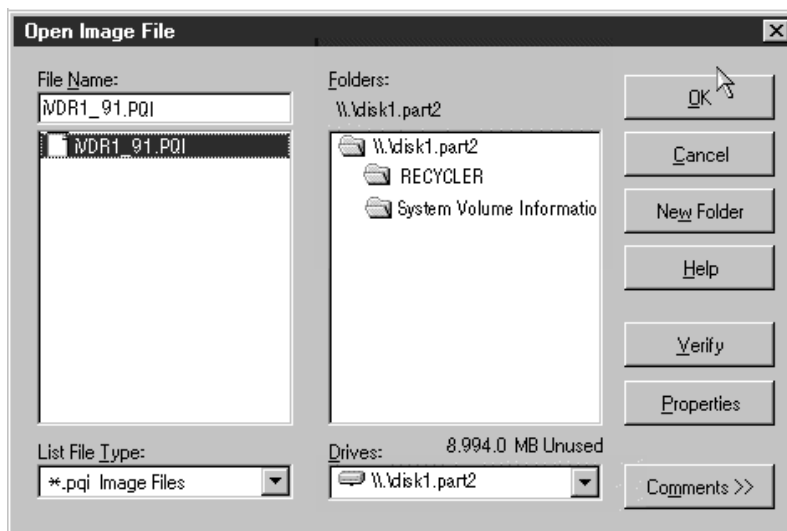 Open Image File
File Name:
iVDR1_91.PQI
iVDR1_91.PQI
List File Type:
*.pqi Image Files
Folders:
\\.\disk1.part2
\\.\disk1.part2
RECYCLER
System Volume Informatio
Drives:
8.994.0 MB Unused
\\.\disk1.part2
OK
Cancel
New Folder
Help
Verify
Properties
Comments >>